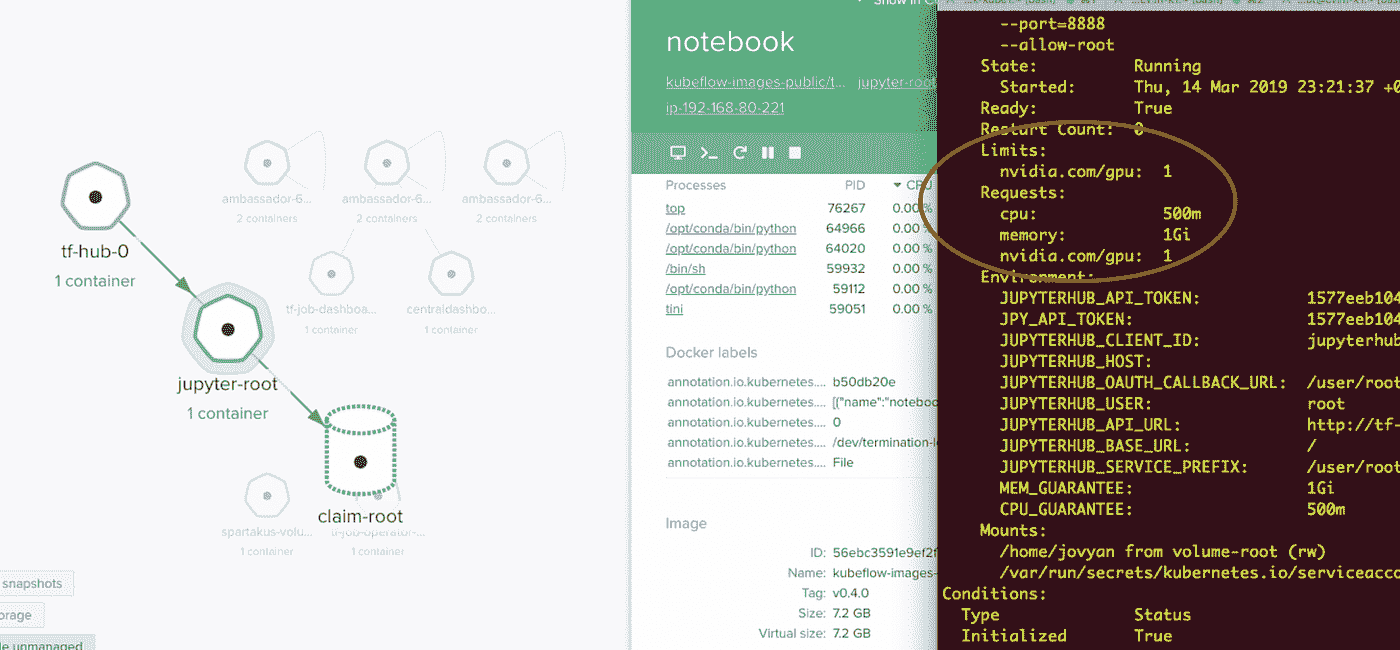 tf-hub-0
1 container
jupyter-root
1 container
claim-root
ambassador-6...
2 containers
ambassador-6...
2 containers
ambassador-6...
2 containers
tf-job-dashboa...
1 container
centraldashbo...
1 container
spartakus-volu...
1 container
tf-job-operator-...
1 container
snapshots
orage
le unmanaged
Show in
notebook
kubeflow-images-public/t... jupyter-root
ip-192-168-80-221
Processes PID CPU
top 76267 0.00 %
/opt/conda/bin/python 64966 0.00 %
/opt/conda/bin/python 64020 0.00 %
/bin/sh 59932 0.00 %
/opt/conda/bin/python 59112 0.00 %
tini 59051 0.00 %
Docker labels
annotation.io.kubernetes.... b50db20e
annotation.io.kubernetes.... [{"name":"noteboo
annotation.io.kubernetes.... 0
annotation.io.kubernetes.... /dev/termination-l
annotation.io.kubernetes.... File
Image
ID: 56ebc3591e9ef2f
Name: kubeflow-images-
Tag: v0.4.0
Size: 7.2 GB
Virtual size: 7.2 GB
--port=8888
--allow-root
State: Running
Started: Thu, 14 Mar 2019 23:21:37 +0
Ready: True
Restart Count: 0
Limits:
nvidia.com/gpu: 1
Requests:
cpu: 500m
memory: 1Gi
nvidia.com/gpu: 1
Environment:
JUPYTERHUB_API_TOKEN: 1577eeb104
JPY_API_TOKEN: 1577eeb104
JUPYTERHUB_CLIENT_ID: jupyterhub
JUPYTERHUB_HOST:
JUPYTERHUB_OAUTH_CALLBACK_URL: /user/root
JUPYTERHUB_USER: root
JUPYTERHUB_API_URL: http://tf-
JUPYTERHUB_BASE_URL: /
JUPYTERHUB_SERVICE_PREFIX: /user/root
MEM_GUARANTEE: 1Gi
CPU_GUARANTEE: 500m
Mounts:
/home/jovyan from volume-root (rw)
/var/run/secrets/kubernetes.io/serviceacco
Conditions:
Type Status
Initialized True